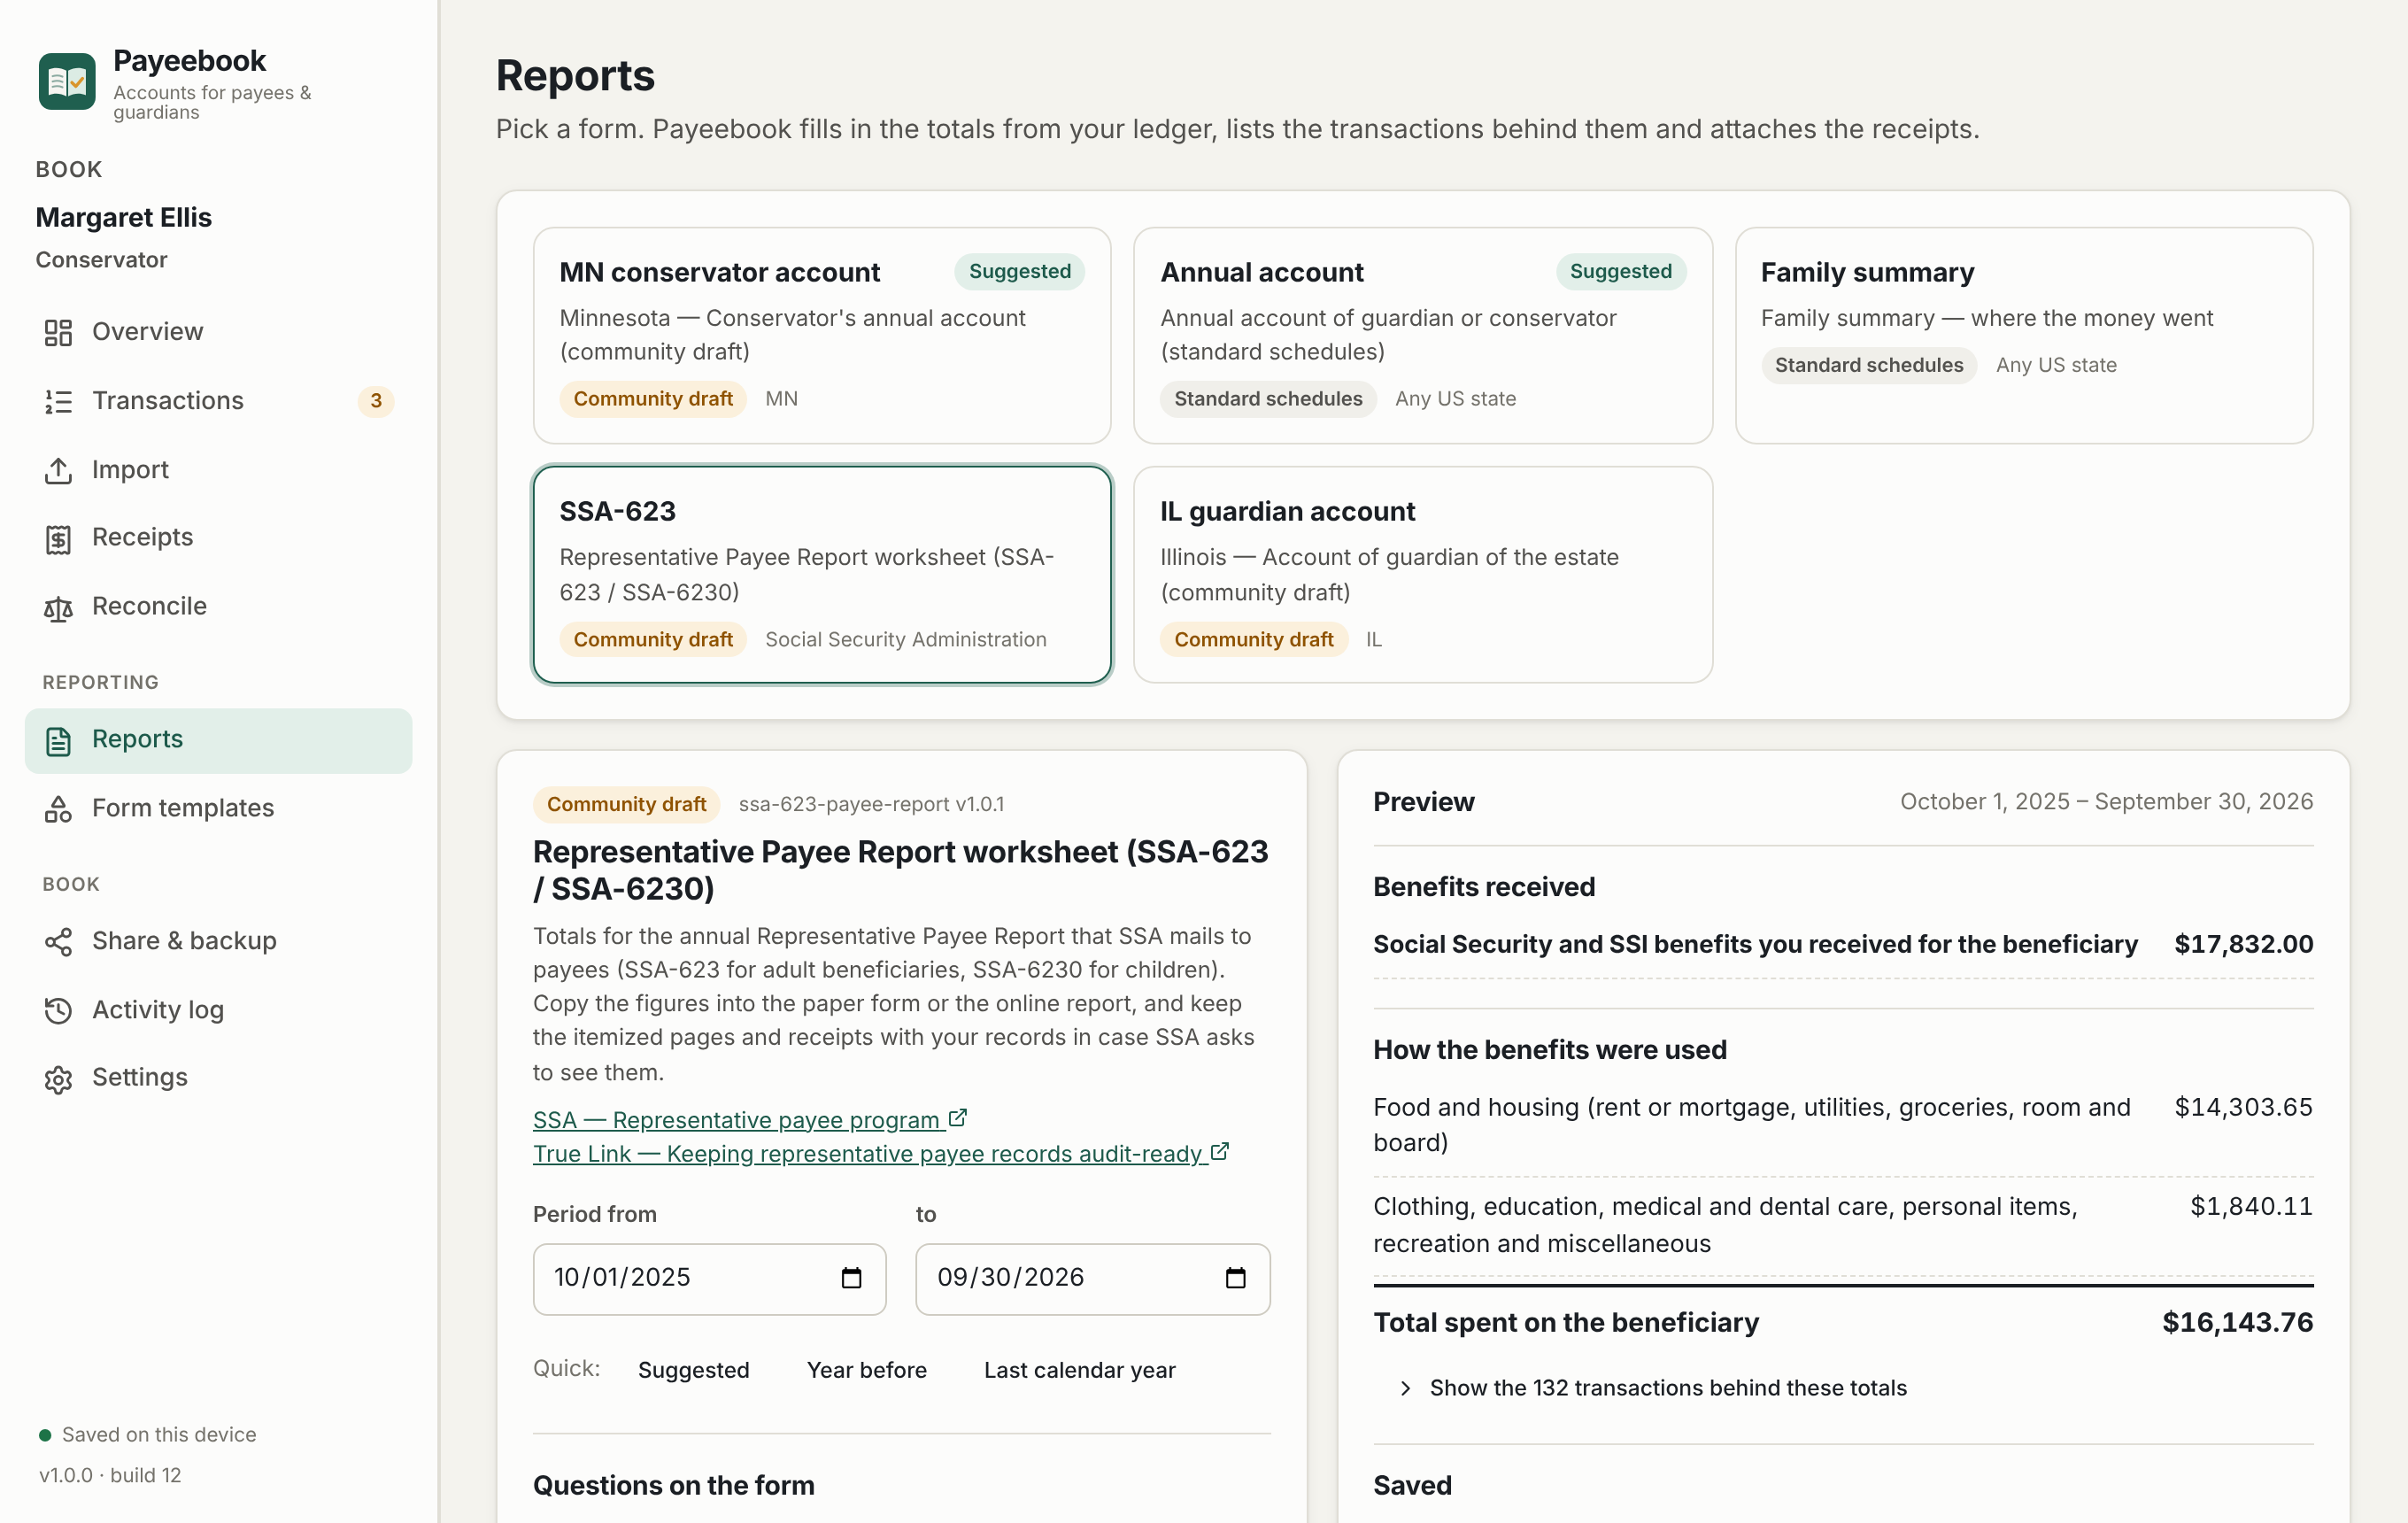 Payeebook
Accounts for payees &
guardians
BOOK
Margaret Ellis
Conservator
Overview
Transactions 3
Import
Receipts
Reconcile
REPORTING
Reports
Form templates
BOOK
Share & backup
Activity log
Settings
Saved on this device
v1.0.0 · build 12
Reports
Pick a form. Payeebook fills in the totals from your ledger, lists the transactions behind them and attaches the receipts.
MN conservator account Suggested
Minnesota — Conservator's annual account
(community draft)
Community draft MN
Annual account Suggested
Annual account of guardian or conservator
(standard schedules)
Standard schedules Any US state
Family summary
Family summary — where the money went
Standard schedules Any US state
SSA-623
Representative Payee Report worksheet (SSA-
623 / SSA-6230)
Community draft Social Security Administration
IL guardian account
Illinois — Account of guardian of the estate
(community draft)
Community draft IL
Community draft ssa-623-payee-report v1.0.1
Representative Payee Report worksheet (SSA-623
/ SSA-6230)
Totals for the annual Representative Payee Report that SSA mails to
payees (SSA-623 for adult beneficiaries, SSA-6230 for children).
Copy the figures into the paper form or the online report, and keep
the itemized pages and receipts with your records in case SSA asks
to see them.
SSA — Representative payee program
True Link — Keeping representative payee records audit-ready
Period from to
10/01/2025 09/30/2026
Quick: Suggested Year before Last calendar year
Questions on the form
Preview October 1, 2025 – September 30, 2026
Benefits received
Social Security and SSI benefits you received for the beneficiary $17,832.00
How the benefits were used
Food and housing (rent or mortgage, utilities, groceries, room and $14,303.65
board)
Clothing, education, medical and dental care, personal items, $1,840.11
recreation and miscellaneous
Total spent on the beneficiary $16,143.76
Show the 132 transactions behind these totals
Saved